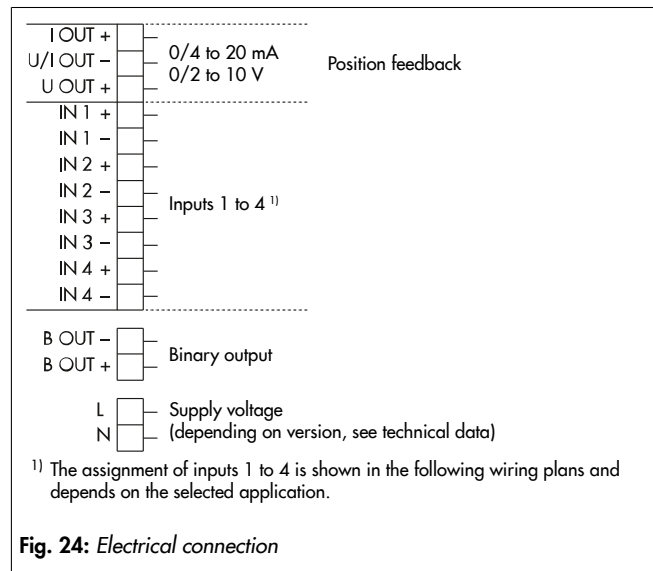 I OUT +
U/I OUT –
U OUT +
0/4 to 20 mA
0/2 to 10 V
Position feedback
IN 1 +
IN 1 –
IN 2 +
IN 2 –
IN 3 +
IN 3 –
IN 4 +
IN 4 –
Inputs 1 to 4 1)
B OUT –
B OUT +
Binary output
L
N
Supply voltage
(depending on version, see technical data)
1) The assignment of inputs 1 to 4 is shown in the following wiring plans and
depends on the selected application.
Fig. 24: Electrical connection